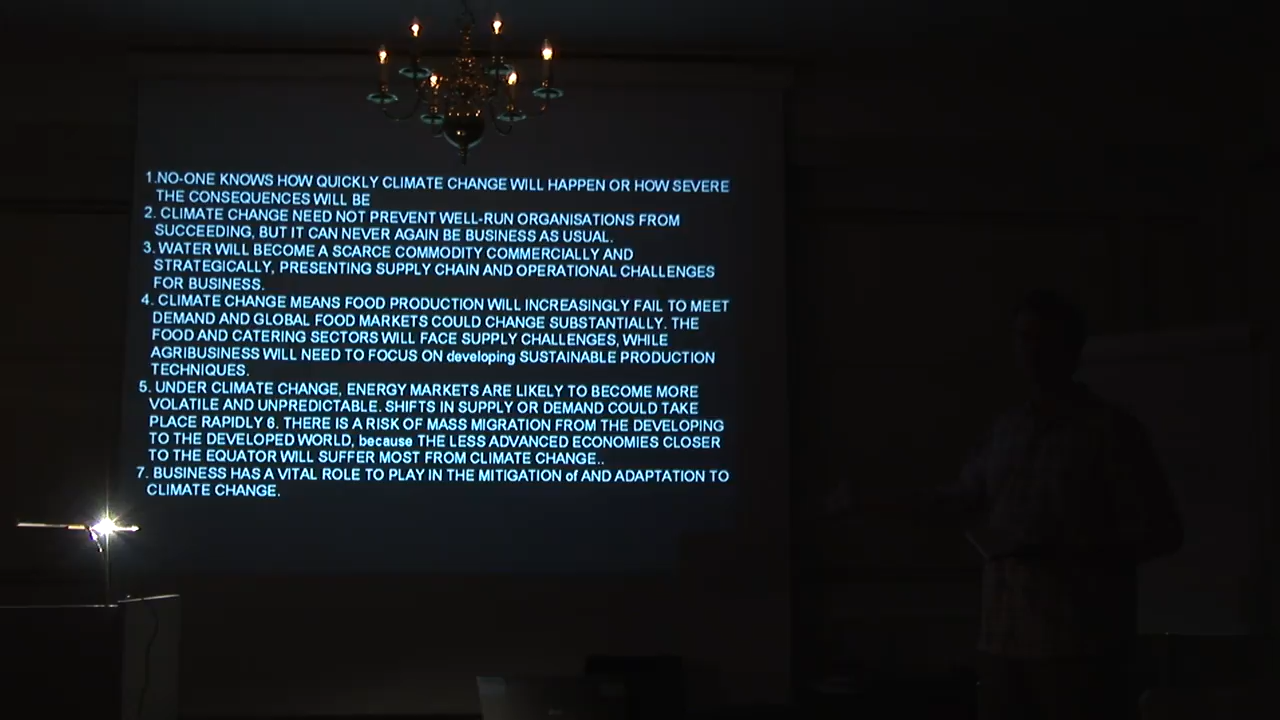 1.NO-ONE KNOWS HOW QUICKLY CLIMATE CHANGE WILL HAPPEN OR HOW SEVERE
THE CONSEQUENCES WILL BE
2. CLIMATE CHANGE NEED NOT PREVENT WELL-RUN ORGANISATIONS FROM
SUCCEEDING, BUT IT CAN NEVER AGAIN BE BUSINESS AS USUAL.
3. WATER WILL BECOME A SCARCE COMMODITY COMMERCIALLY AND
STRATEGICALLY, PRESENTING SUPPLY CHAIN AND OPERATIONAL CHALLENGES
FOR BUSINESS.
4. CLIMATE CHANGE MEANS FOOD PRODUCTION WILL INCREASINGLY FAIL TO MEET
DEMAND AND GLOBAL FOOD MARKETS COULD CHANGE SUBSTANTIALLY. THE
FOOD AND CATERING SECTORS WILL FACE SUPPLY CHALLENGES, WHILE
AGRIBUSINESS WILL NEED TO FOCUS ON developing SUSTAINABLE PRODUCTION
TECHNIQUES.
5. UNDER CLIMATE CHANGE, ENERGY MARKETS ARE LIKELY TO BECOME MORE
VOLATILE AND UNPREDICTABLE. SHIFTS IN SUPPLY OR DEMAND COULD TAKE
PLACE RAPIDLY 6. THERE IS A RISK OF MASS MIGRATION FROM THE DEVELOPING
TO THE DEVELOPED WORLD, because THE LESS ADVANCED ECONOMIES CLOSER
TO THE EQUATOR WILL SUFFER MOST FROM CLIMATE CHANGE..
7. BUSINESS HAS A VITAL ROLE TO PLAY IN THE MITIGATION of AND ADAPTATION TO
CLIMATE CHANGE.